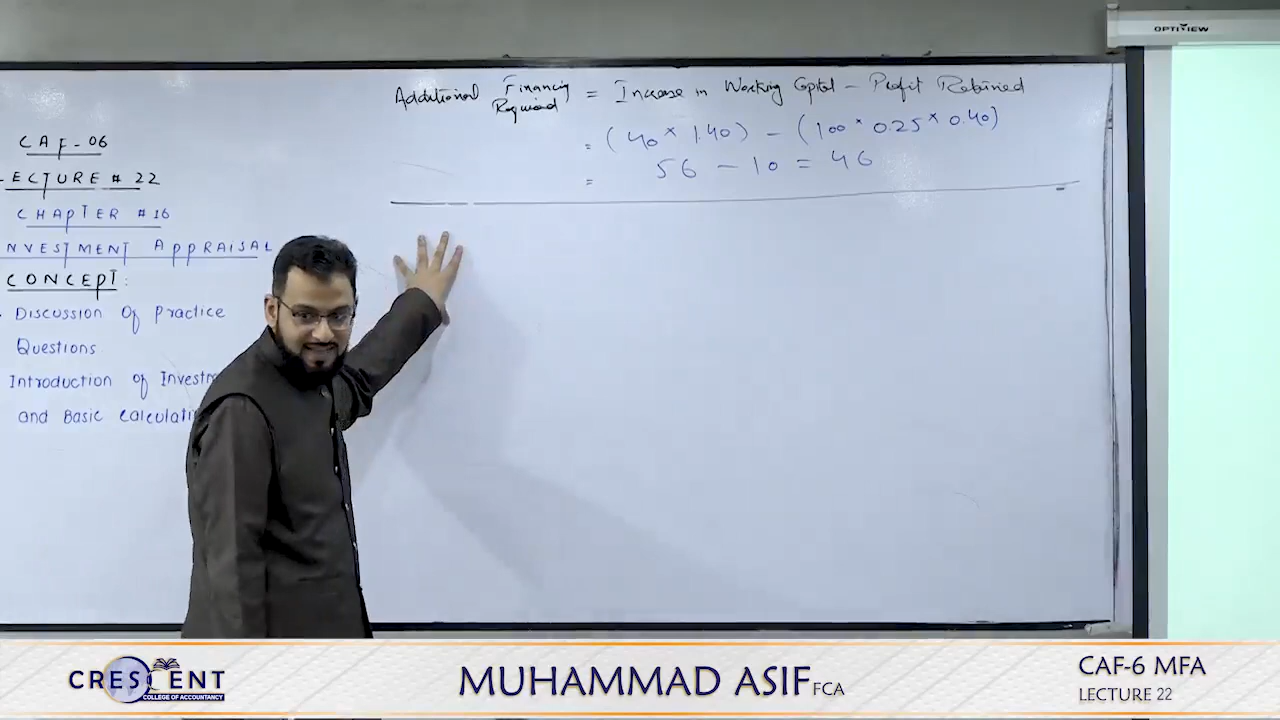 OPTIVIEW
Additional Financing Required = Increase in Working Capital - Profit Retained
= (40 × 1.40) - (100 × 0.25 × 0.40)
= 56 - 10 = 46
CAF-06
LECTURE # 22
CHAPTER #16
INVESTMENT APPRAISAL
CONCEPT:
Discussion Of Practice
Questions
Introduction of
and Basic
CRESCENT
COLLEGE OF ACCOUNTANCY
MUHAMMAD ASIF FCA
CAF-6 MFA
LECTURE 22